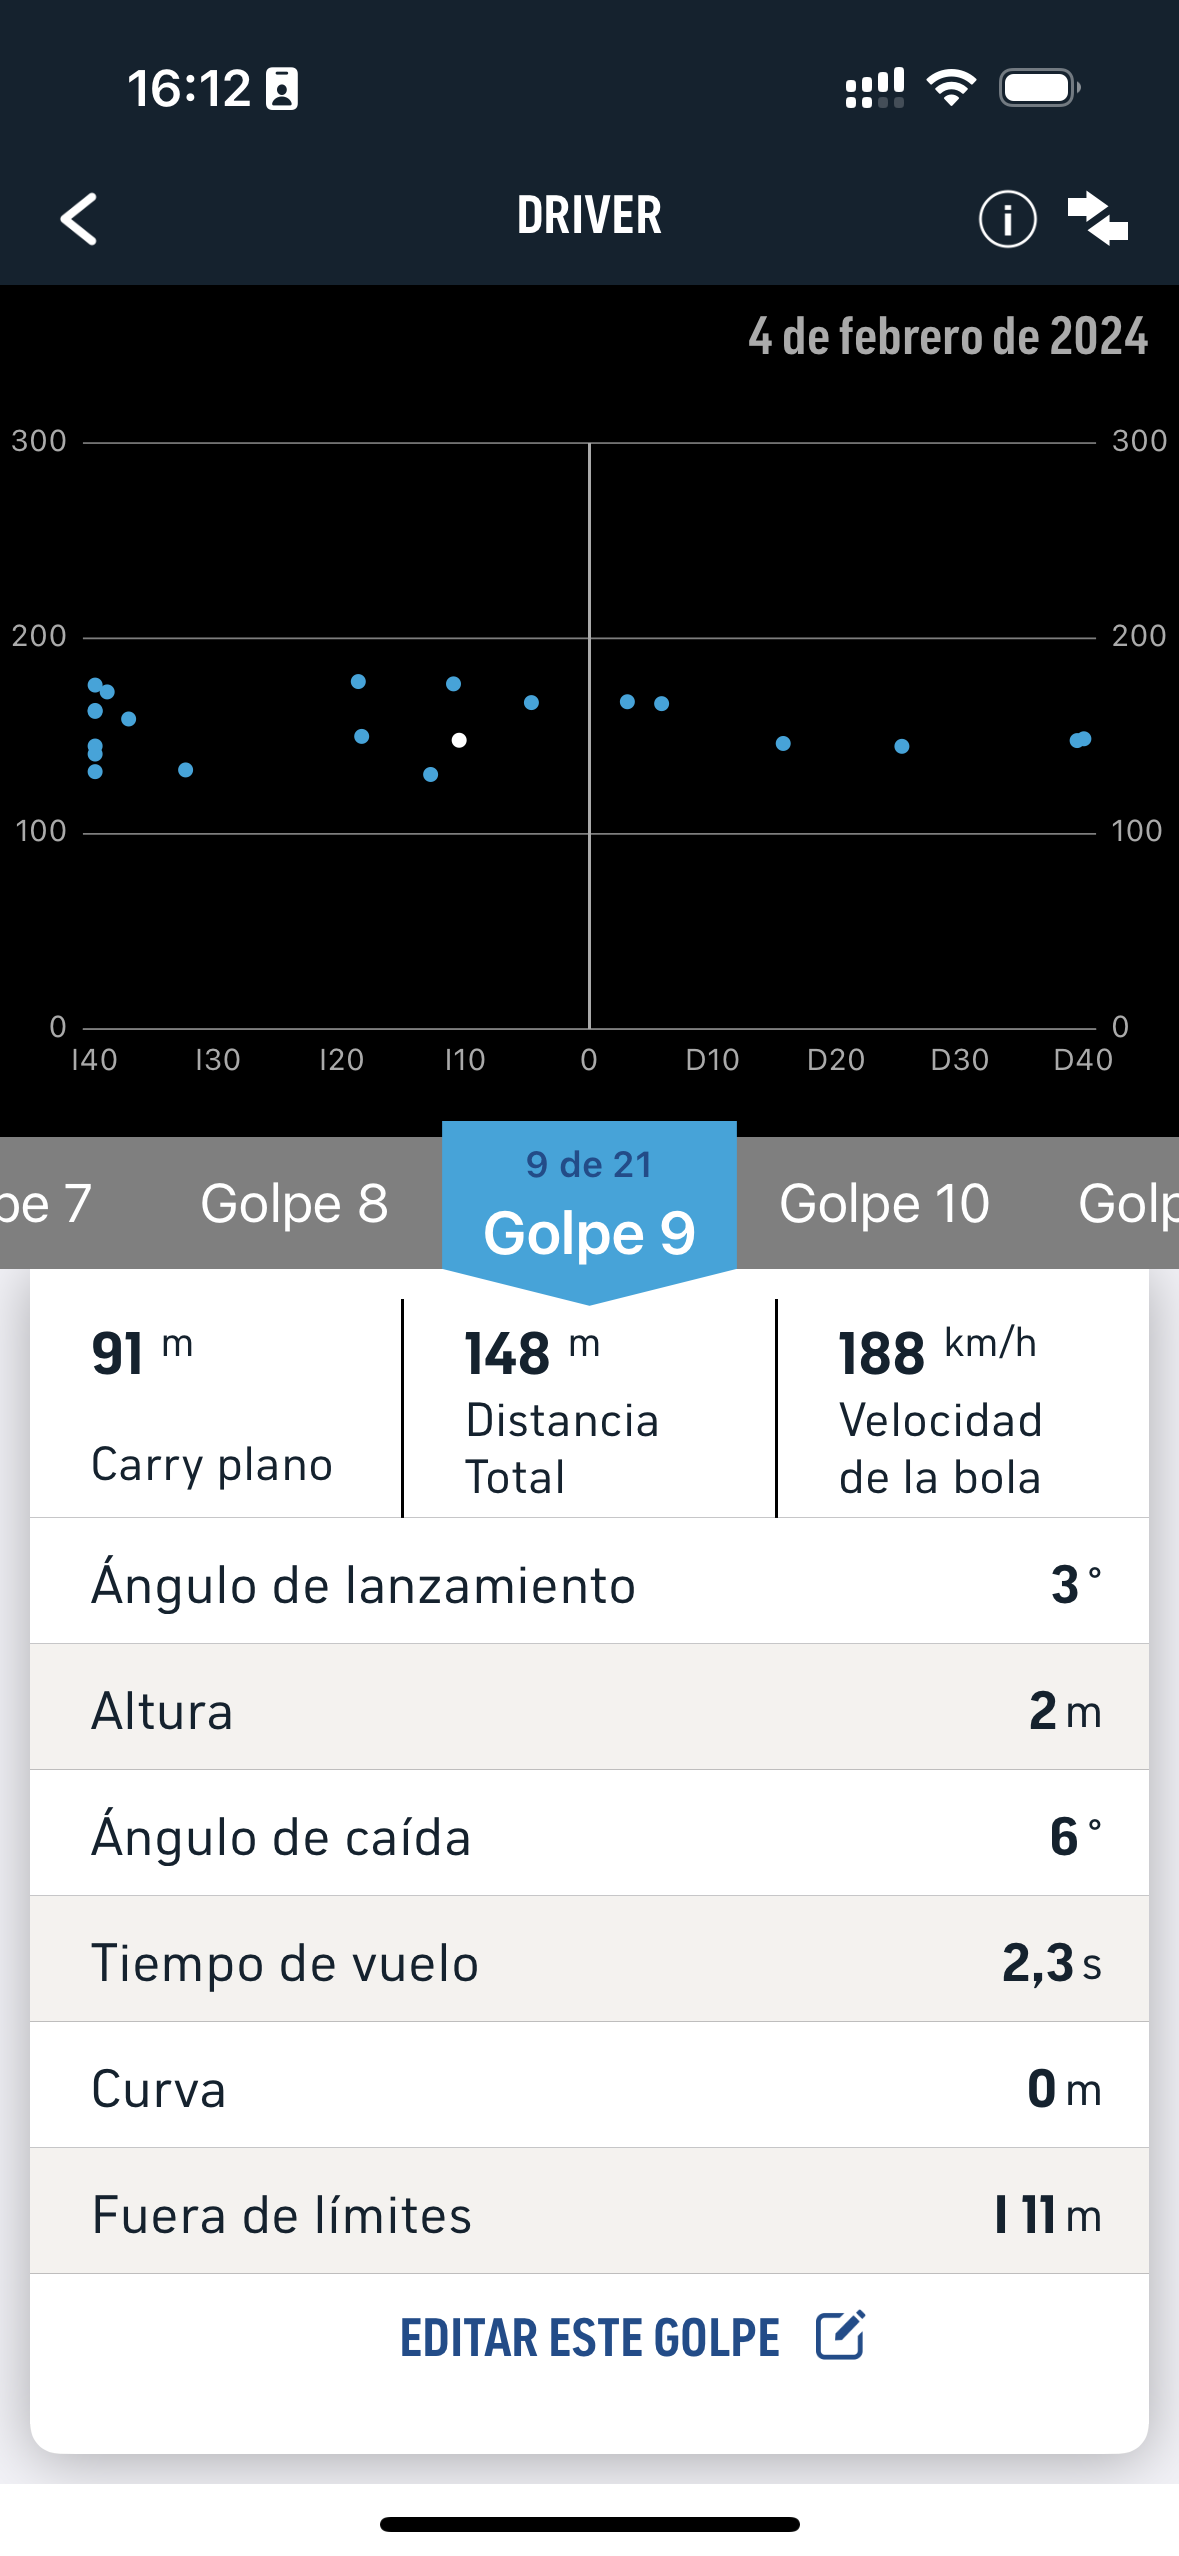 16:12
DRIVER
4 de febrero de 2024
300 300
200 200
100 100
0 0
I40 I30 I20 I10 0 D10 D20 D30 D40
pe 7 Golpe 8 9 de 21 Golpe 9 Golpe 10 Golp
91 m 148 m 188 km/h
Carry plano Distancia Total Velocidad de la bola
Ángulo de lanzamiento 3°
Altura 2 m
Ángulo de caída 6°
Tiempo de vuelo 2,3 s
Curva 0 m
Fuera de límites I 11 m
EDITAR ESTE GOLPE